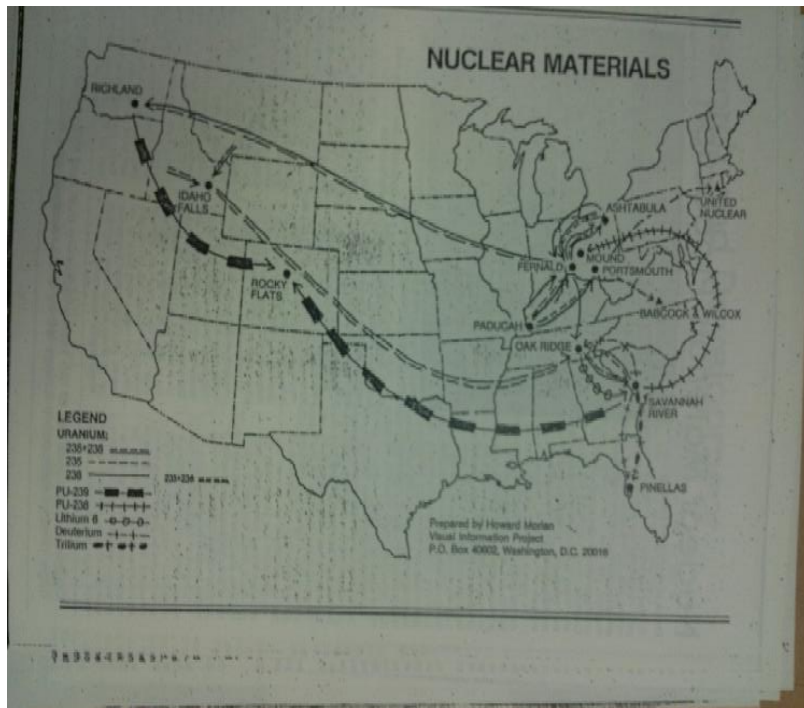 NUCLEAR MATERIALS
RICHLAND
IDAHO
FALLS
ASHTABULA
UNITED
NUCLEAR
MOUND
FERNALD
PORTSMOUTH
ROCKY
FLATS
BABCOCK & WILCOX
PADUCAH
OAK RIDGE
SAVANNAH
RIVER
PINELLAS
LEGEND
URANIUM:
235+238
235
238
235+238
PU-239
PU-238
Lithium 6
Deuterium
Tritium
Prepared by Howard Morlan
Visual Information Project
P.O. Box 40602, Washington, D.C. 20016